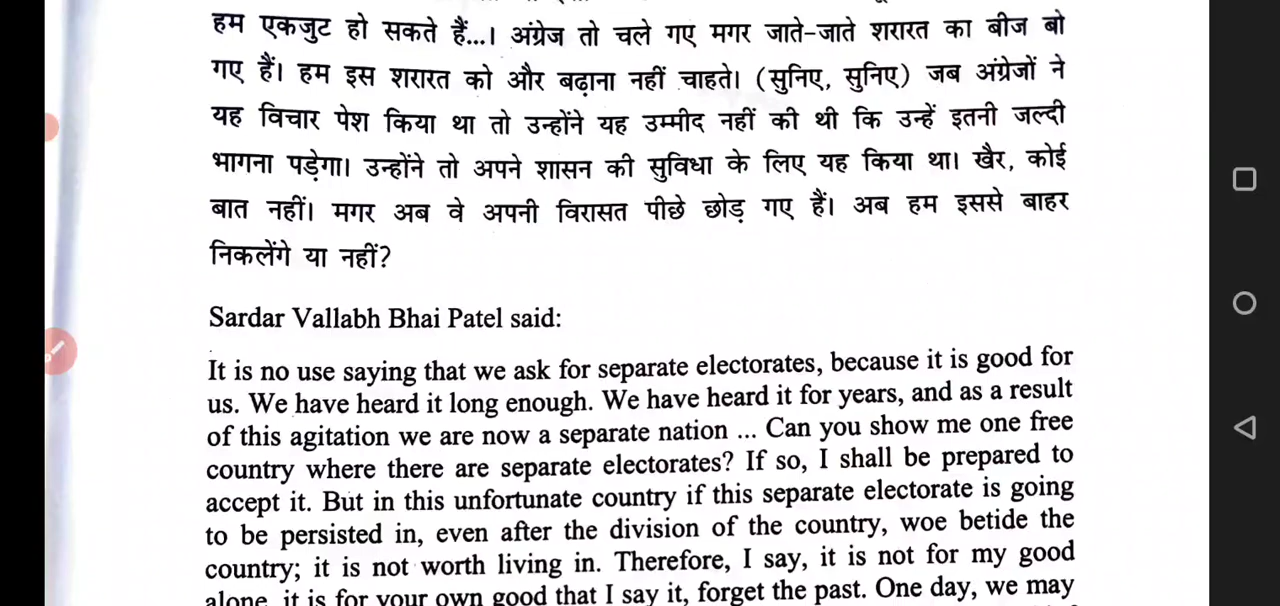 हम एकजुट हो सकते हैं...। अंग्रेज तो चले गए मगर जाते-जाते शरारत का बीज बो
गए हैं। हम इस शरारत को और बढ़ाना नहीं चाहते। (सुनिए, सुनिए) जब अंग्रेजों ने
यह विचार पेश किया था तो उन्होंने यह उम्मीद नहीं की थी कि उन्हें इतनी जल्दी
भागना पड़ेगा। उन्होंने तो अपने शासन की सुविधा के लिए यह किया था। खैर, कोई
बात नहीं। मगर अब वे अपनी विरासत पीछे छोड़ गए हैं। अब हम इससे बाहर
निकलेंगे या नहीं?
Sardar Vallabh Bhai Patel said:
It is no use saying that we ask for separate electorates, because it is good for
us. We have heard it long enough. We have heard it for years, and as a result
of this agitation we are now a separate nation ... Can you show me one free
country where there are separate electorates? If so, I shall be prepared to
accept it. But in this unfortunate country if this separate electorate is going
to be persisted in, even after the division of the country, woe betide the
country; it is not worth living in. Therefore, I say, it is not for my good
alone, it is for your own good that I say it, forget the past. One day, we may